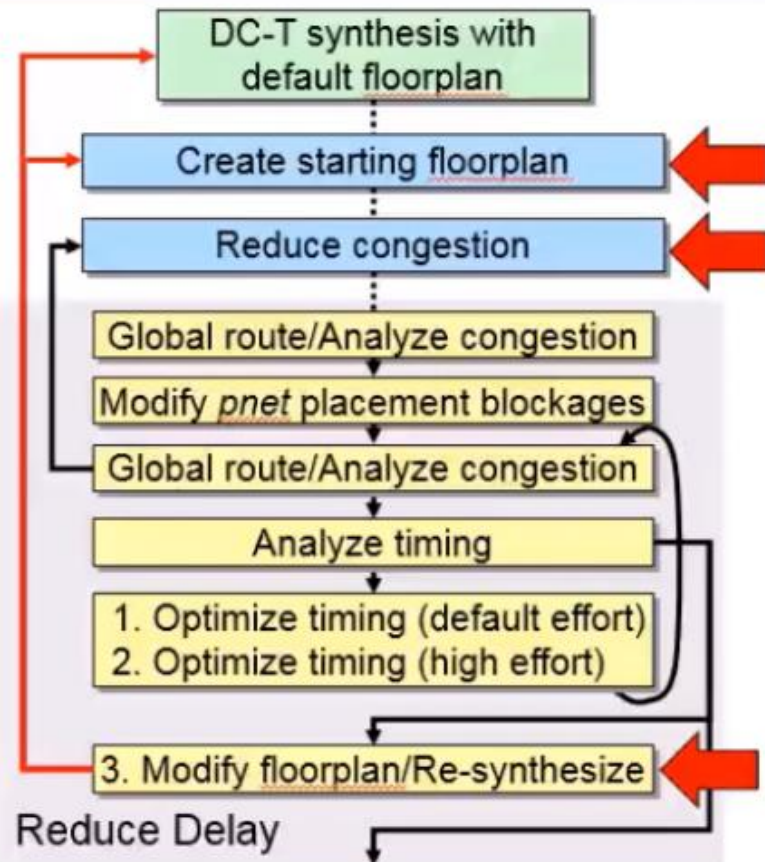 DC-T synthesis with
default floorplan
Create starting floorplan
Reduce congestion
Global route/Analyze congestion
Modify pnet placement blockages
Global route/Analyze congestion
Analyze timing
1. Optimize timing (default effort)
2. Optimize timing (high effort)
3. Modify floorplan/Re-synthesize
Reduce Delay